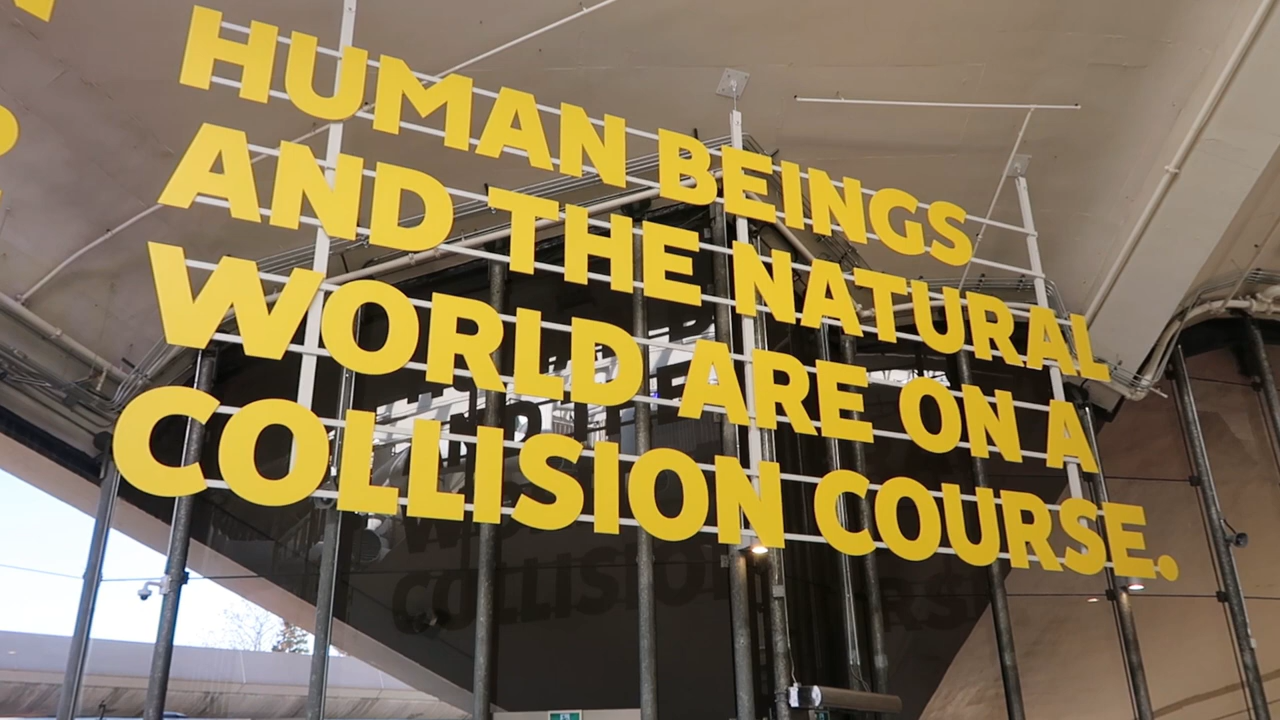 HUMAN BEINGS
AND THE NATURAL
WORLD ARE ON A
COLLISION COURSE.